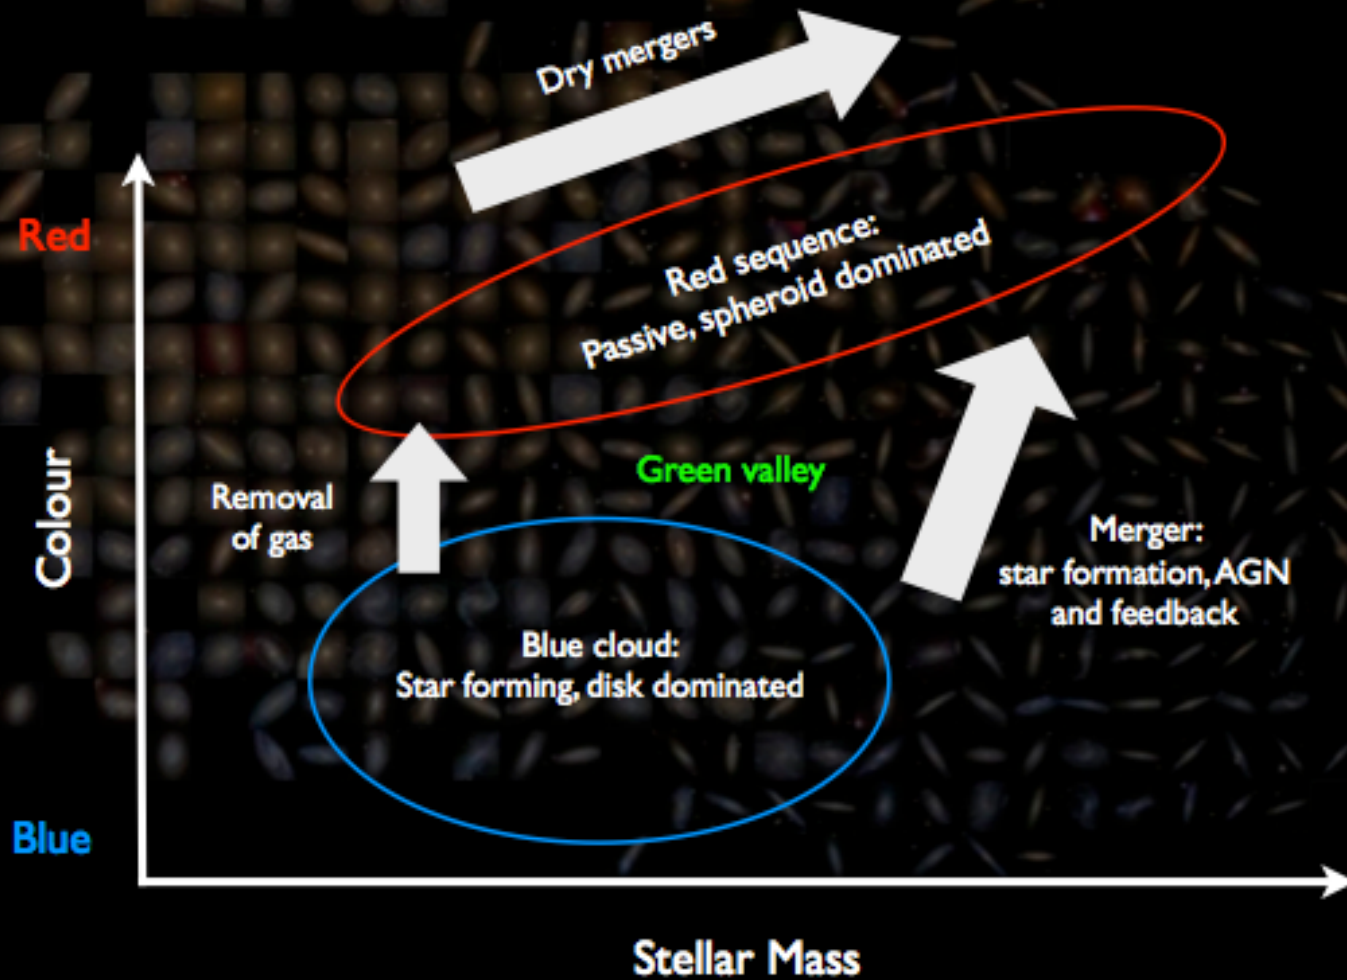 Dry mergers
Red
Red sequence:
Passive, spheroid dominated
Colour
Removal
of gas
Green valley
Merger:
star formation, AGN
and feedback
Blue cloud:
Star forming, disk dominated
Blue
Stellar Mass